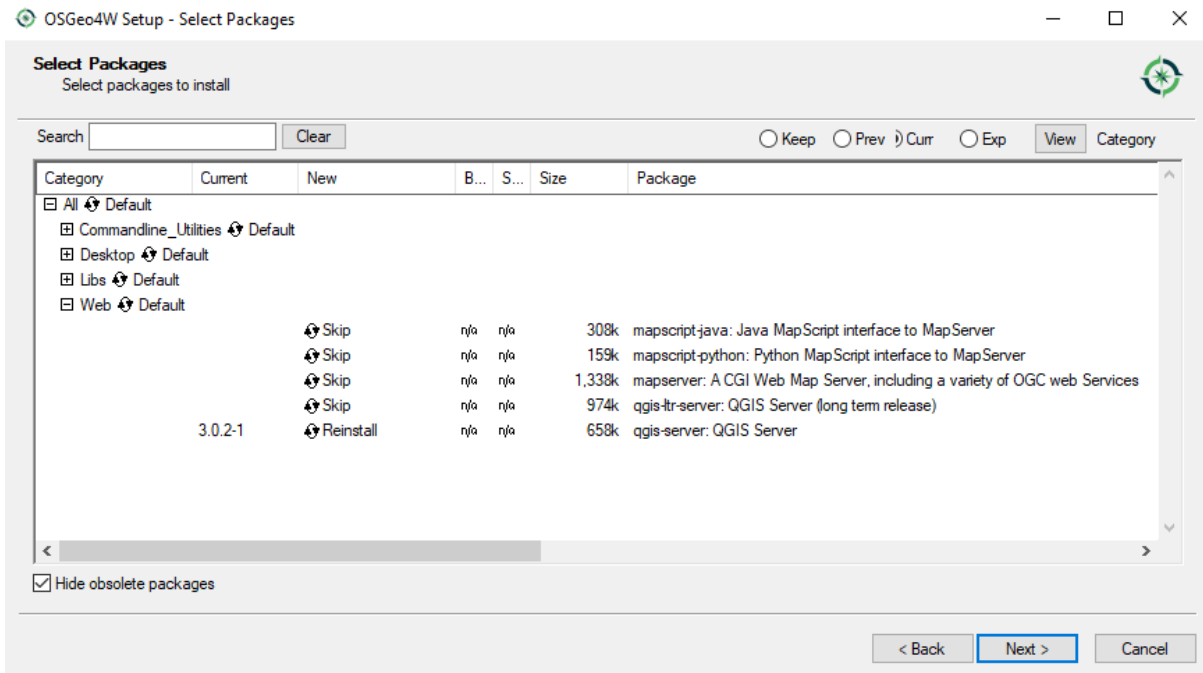 OSGeo4W Setup - Select Packages
Select Packages
Select packages to install
Search Clear Keep Prev Curr Exp View Category
Category Current New B... S... Size Package
All Default
Commandline_Utilities Default
Desktop Default
Libs Default
Web Default
Skip n/a n/a 308k mapscript-java: Java MapScript interface to MapServer
Skip n/a n/a 159k mapscript-python: Python MapScript interface to MapServer
Skip n/a n/a 1,338k mapserver: A CGI Web Map Server, including a variety of OGC web Services
Skip n/a n/a 974k qgis-ltr-server: QGIS Server (long term release)
3.0.2-1 Reinstall n/a n/a 658k qgis-server: QGIS Server
Hide obsolete packages
< Back Next > Cancel